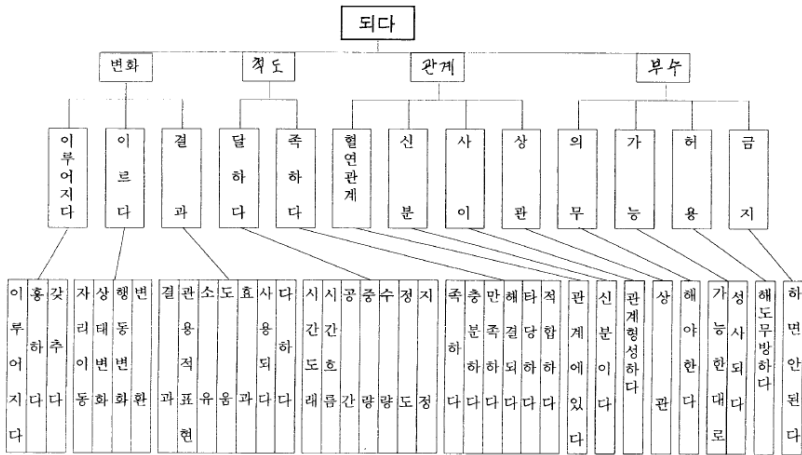 되다
변화
척도
관계
부수
이루어지다
이르다
결과
달하다
족하다
혈연관계
신분
사이
상관
의무
가능
허용
금지
이루어지다
흥하다
갖추다
자리이동
상태변화
행동변화
변환
결과
관용적표현
소유
도움
효과
사용되다
다하다
시간도래
시간흐름
공간
중량
수량
정도
지정
족하다
충분하다
만족하다
해결되다
타당하다
적합하다
관계에있다
신분이다
관계형성하다
상관
해야한다
가능한대로
성사되다
해도무방하다
하면안된다